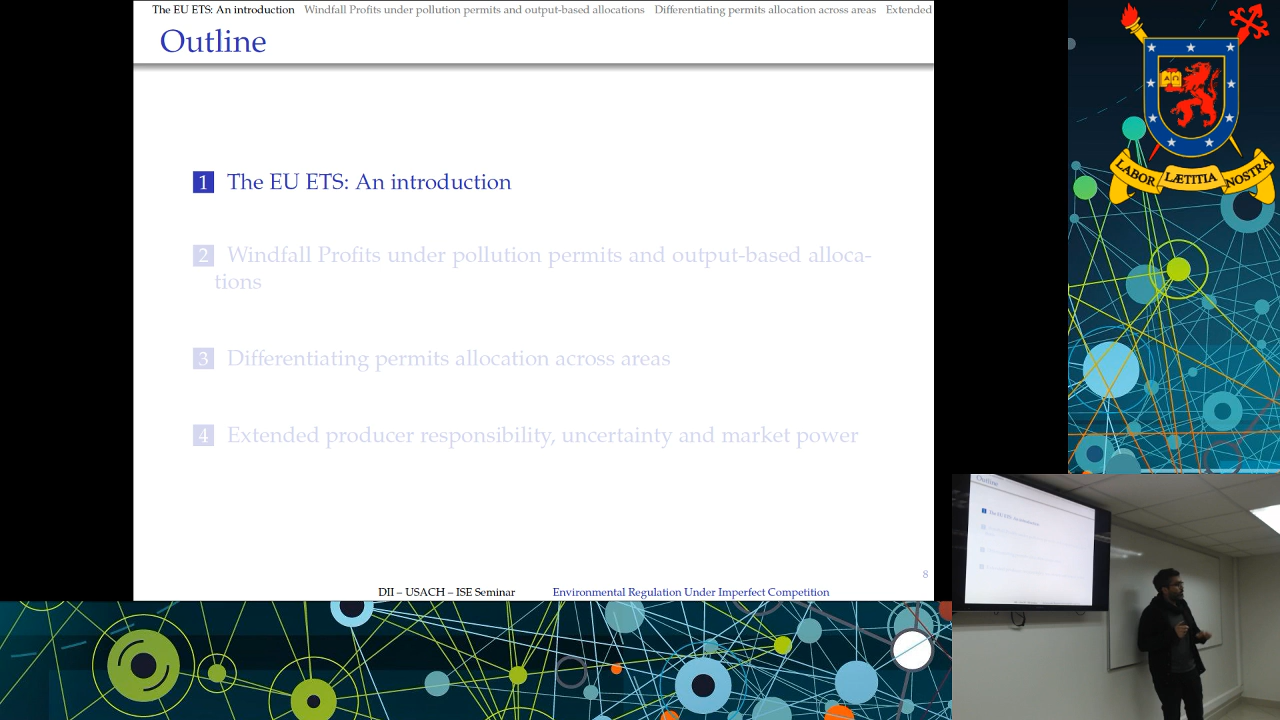 The EU ETS: An introduction Windfall Profits under pollution permits and output-based allocations Differentiating permits allocation across areas Extended
Outline
1 The EU ETS: An introduction
2 Windfall Profits under pollution permits and output-based alloca-
tions
3 Differentiating permits allocation across areas
4 Extended producer responsibility, uncertainty and market power
8
DII – USACH – ISE Seminar Environmental Regulation Under Imperfect Competition
LABOR LÆTITIA NOSTRA
Outline